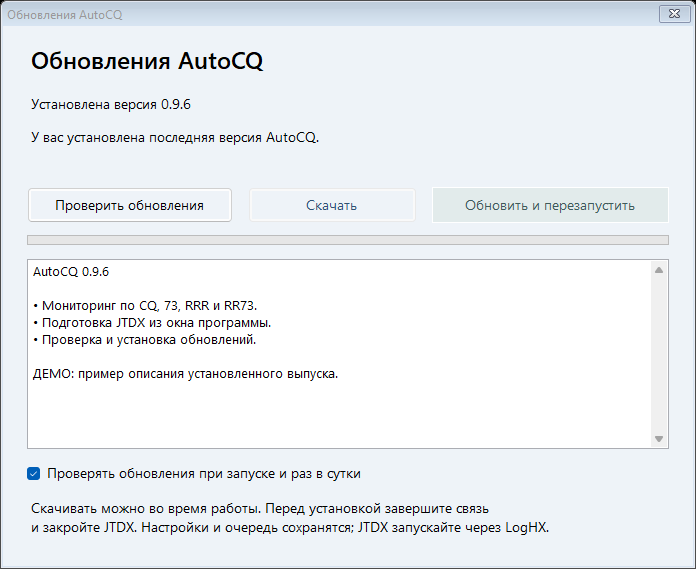 Обновления AutoCQ
Обновления AutoCQ
Установлена версия 0.9.6
У вас установлена последняя версия AutoCQ.
Проверить обновления
Скачать
Обновить и перезапустить
AutoCQ 0.9.6
• Мониторинг по CQ, 73, RRR и RR73.
• Подготовка JTDX из окна программы.
• Проверка и установка обновлений.
ДЕМО: пример описания установленного выпуска.
Проверять обновления при запуске и раз в сутки
Скачивать можно во время работы. Перед установкой завершите связь
и закройте JTDX. Настройки и очередь сохранятся; JTDX запускайте через LogHX.